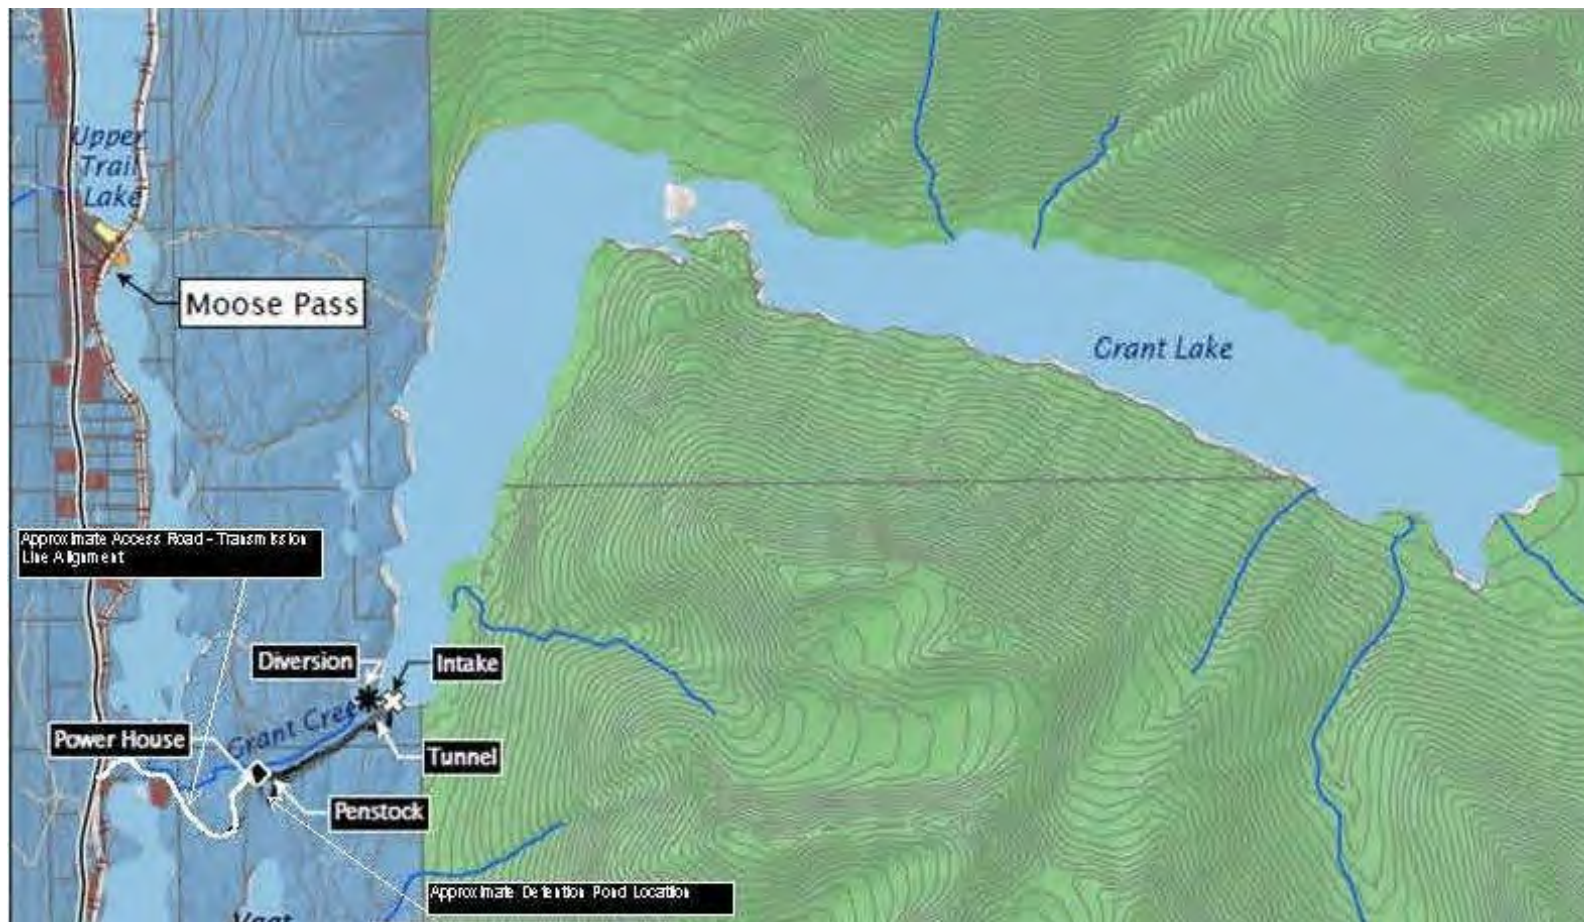 Upper
Trail
Lake
Moose Pass
Grant Lake
Approximate Access Road - Transmission
Line Alignment
Diversion
Intake
Grant Creek
Power House
Tunnel
Penstock
Approximate Detention Pond Location